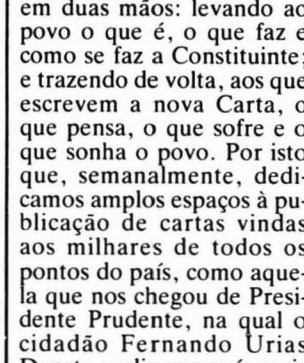 em duas mãos: levando ao
povo o que é, o que faz e
como se faz a Constituinte;
e trazendo de volta, aos que
escrevem a nova Carta, o
que pensa, o que sofre e o
que sonha o povo. Por isto
que, semanalmente, dedi-
camos amplos espaços à pu-
blicação de cartas vindas
aos milhares de todos os
pontos do país, como aque-
la que nos chegou de Presi-
dente Prudente, na qual o
cidadão Fernando Urias